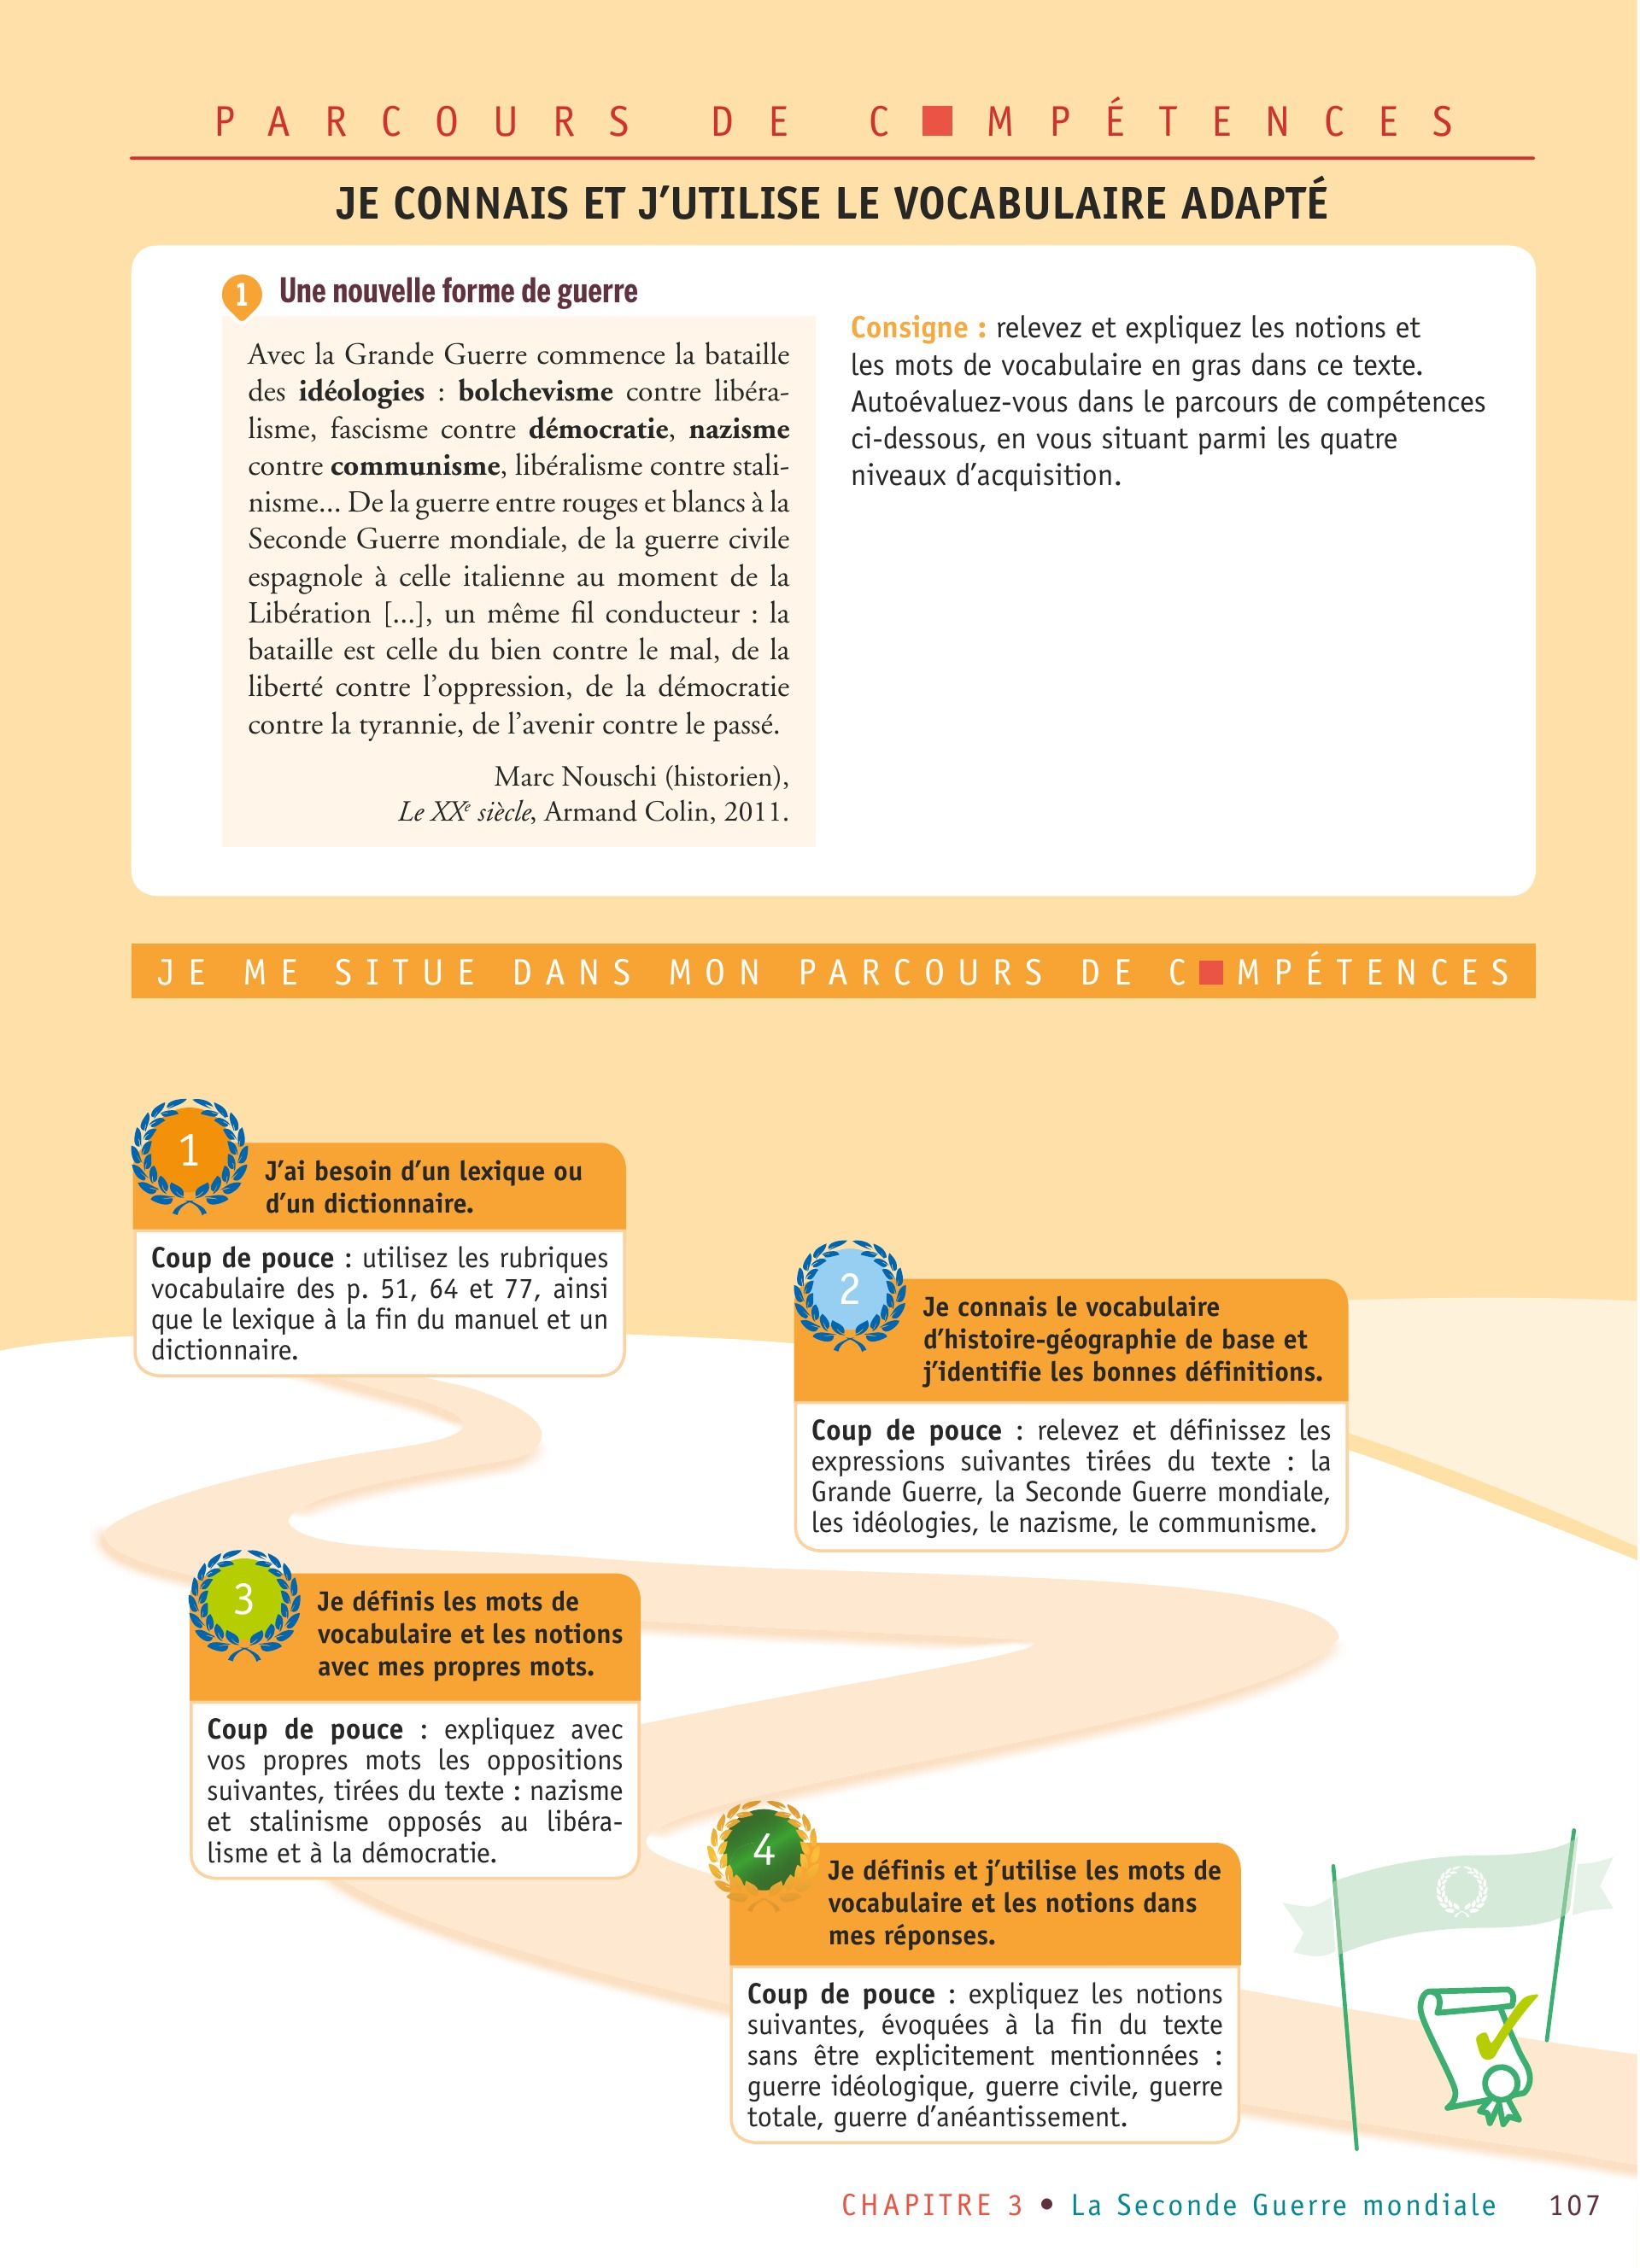 PARCOURS DE C■MPÉTENCES
JE CONNAIS ET J'UTILISE LE VOCABULAIRE ADAPTÉ
1 Une nouvelle forme de guerre
Avec la Grande Guerre commence la bataille
des idéologies : bolchevisme contre libéra-
lisme, fascisme contre démocratie, nazisme
contre communisme, libéralisme contre stali-
nisme... De la guerre entre rouges et blancs à la
Seconde Guerre mondiale, de la guerre civile
espagnole à celle italienne au moment de la
Libération [...], un même fil conducteur : la
bataille est celle du bien contre le mal, de la
liberté contre l'oppression, de la démocratie
contre la tyrannie, de l'avenir contre le passé.
Marc Nouschi (historien),
Le XXe siècle, Armand Colin, 2011.
Consigne : relevez et expliquez les notions et
les mots de vocabulaire en gras dans ce texte.
Autoévaluez-vous dans le parcours de compétences
ci-dessous, en vous situant parmi les quatre
niveaux d'acquisition.
JE ME SITUE DANS MON PARCOURS DE C■MPÉTENCES
1
J'ai besoin d'un lexique ou
d'un dictionnaire.
Coup de pouce : utilisez les rubriques
vocabulaire des p. 51, 64 et 77, ainsi
que le lexique à la fin du manuel et un
dictionnaire.
2
Je connais le vocabulaire
d'histoire-géographie de base et
j'identifie les bonnes définitions.
Coup de pouce : relevez et définissez les
expressions suivantes tirées du texte : la
Grande Guerre, la Seconde Guerre mondiale,
les idéologies, le nazisme, le communisme.
3
Je définis les mots de
vocabulaire et les notions
avec mes propres mots.
Coup de pouce : expliquez avec
vos propres mots les oppositions
suivantes, tirées du texte : nazisme
et stalinisme opposés au libéra-
lisme et à la démocratie.
4
Je définis et j'utilise les mots de
vocabulaire et les notions dans
mes réponses.
Coup de pouce : expliquez les notions
suivantes, évoquées à la fin du texte
sans être explicitement mentionnées :
guerre idéologique, guerre civile, guerre
totale, guerre d'anéantissement.
CHAPITRE 3 • La Seconde Guerre mondiale 107